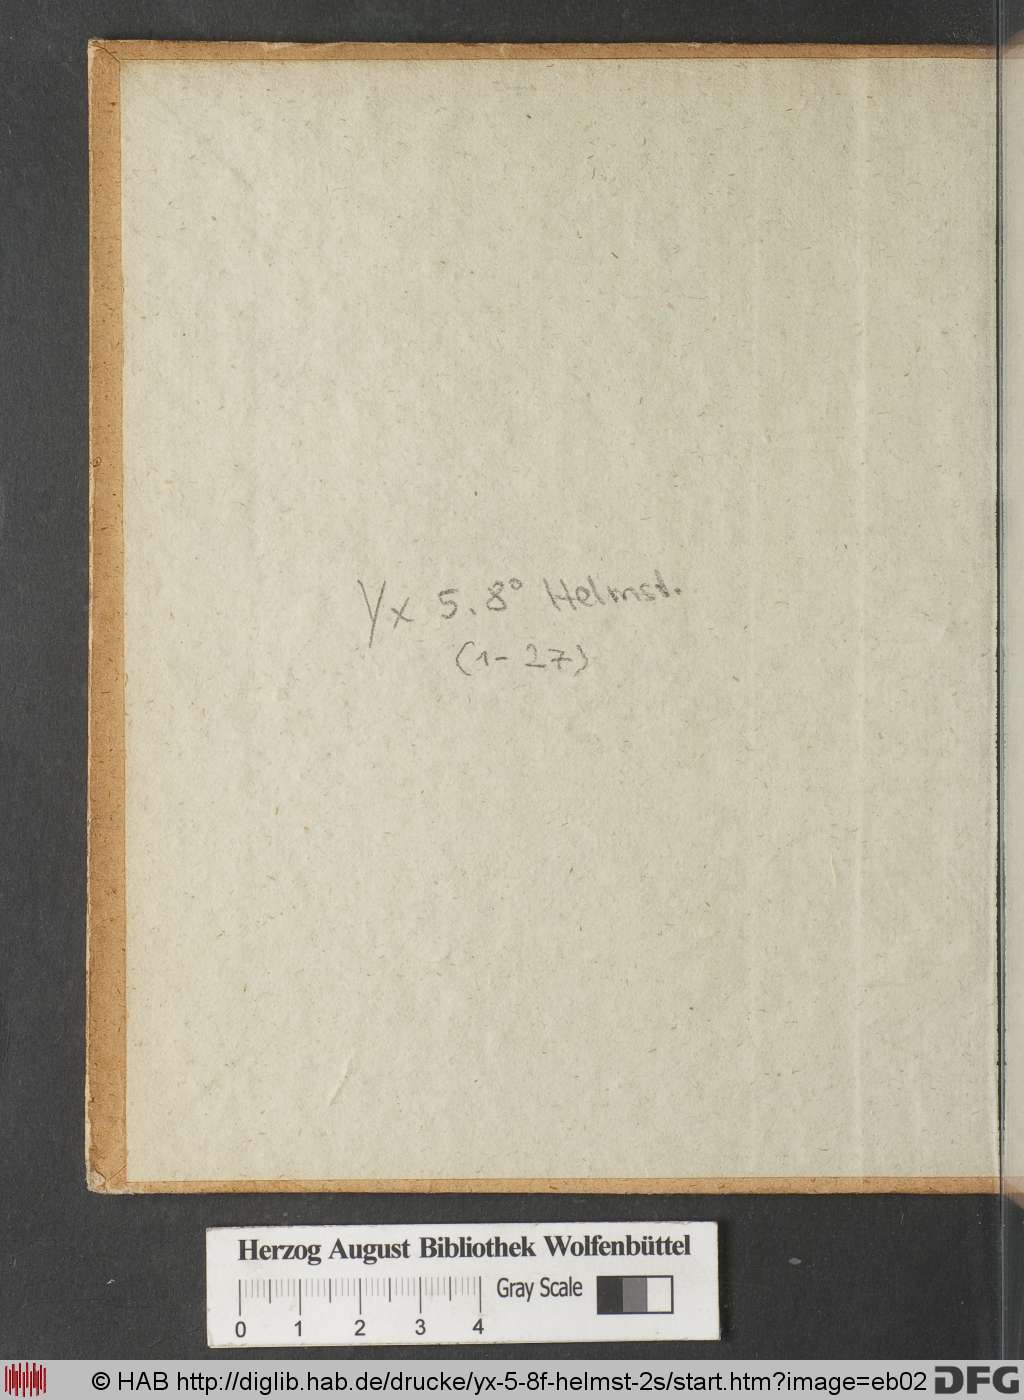 Yx 5.8° Helmst.
(1-27)
Herzog August Bibliothek Wolfenbüttel
Gray Scale
0 1 2 3 4
© HAB http://diglib.hab.de/drucke/yx-5-8f-helmst-2s/start.htm?image=eb02
DFG